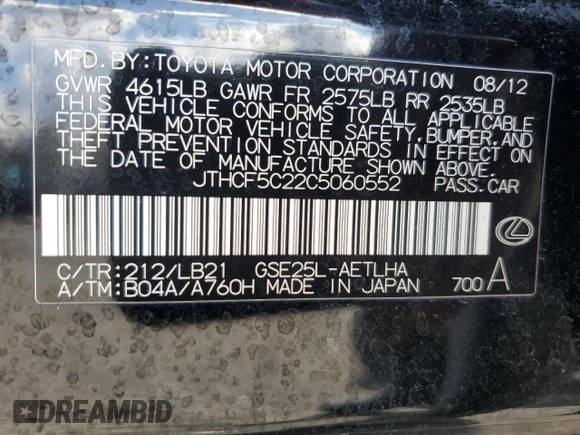 MFD. BY: TOYOTA MOTOR CORPORATION 08/12
GVWR 4615LB GAWR FR 2575LB RR 2535LB
THIS VEHICLE CONFORMS TO ALL APPLICABLE
FEDERAL MOTOR VEHICLE SAFETY, BUMPER, AND
THEFT PREVENTION STANDARDS IN EFFECT ON
THE DATE OF MANUFACTURE SHOWN ABOVE.
JTHCF5C22C5060552 PASS. CAR
C/TR: 212/LB21 GSE25L-AETLHA
A/TM: B04A/A760H MADE IN JAPAN 700 A
DREAMBID